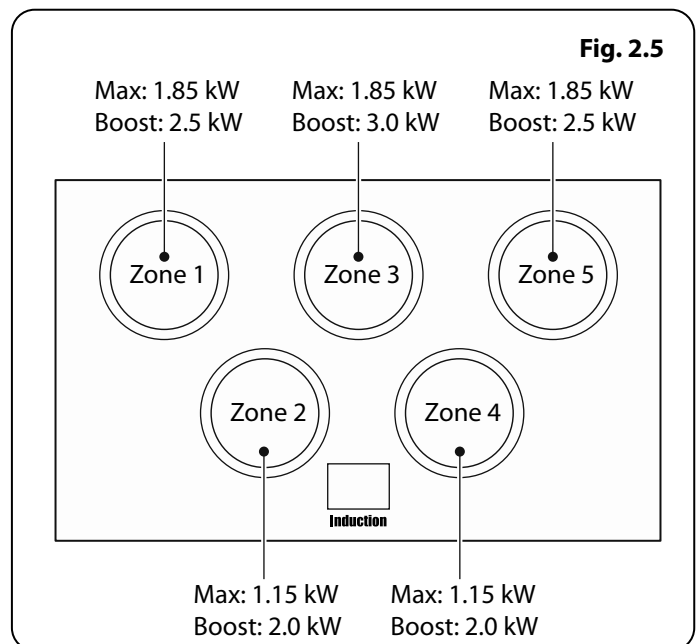 Fig. 2.5
Max: 1.85 kW
Boost: 2.5 kW
Max: 1.85 kW
Boost: 3.0 kW
Max: 1.85 kW
Boost: 2.5 kW
Zone 1
Zone 3
Zone 5
Zone 2
Zone 4
Induction
Max: 1.15 kW
Boost: 2.0 kW
Max: 1.15 kW
Boost: 2.0 kW